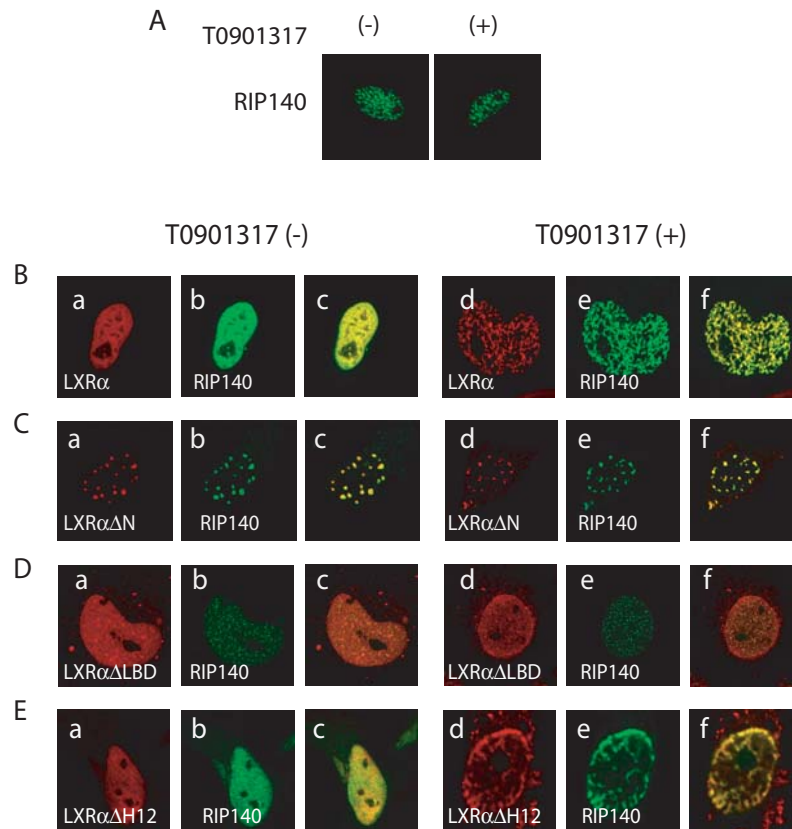 A
T0901317 (-) (+)
RIP140
T0901317 (-) T0901317 (+)
B
a b c d e f
LXRα RIP140 LXRα RIP140
C
a b c d e f
LXRαΔN RIP140 LXRαΔN RIP140
D
a b c d e f
LXRαΔLBD RIP140 LXRαΔLBD RIP140
E
a b c d e f
LXRαΔH12 RIP140 LXRαΔH12 RIP140